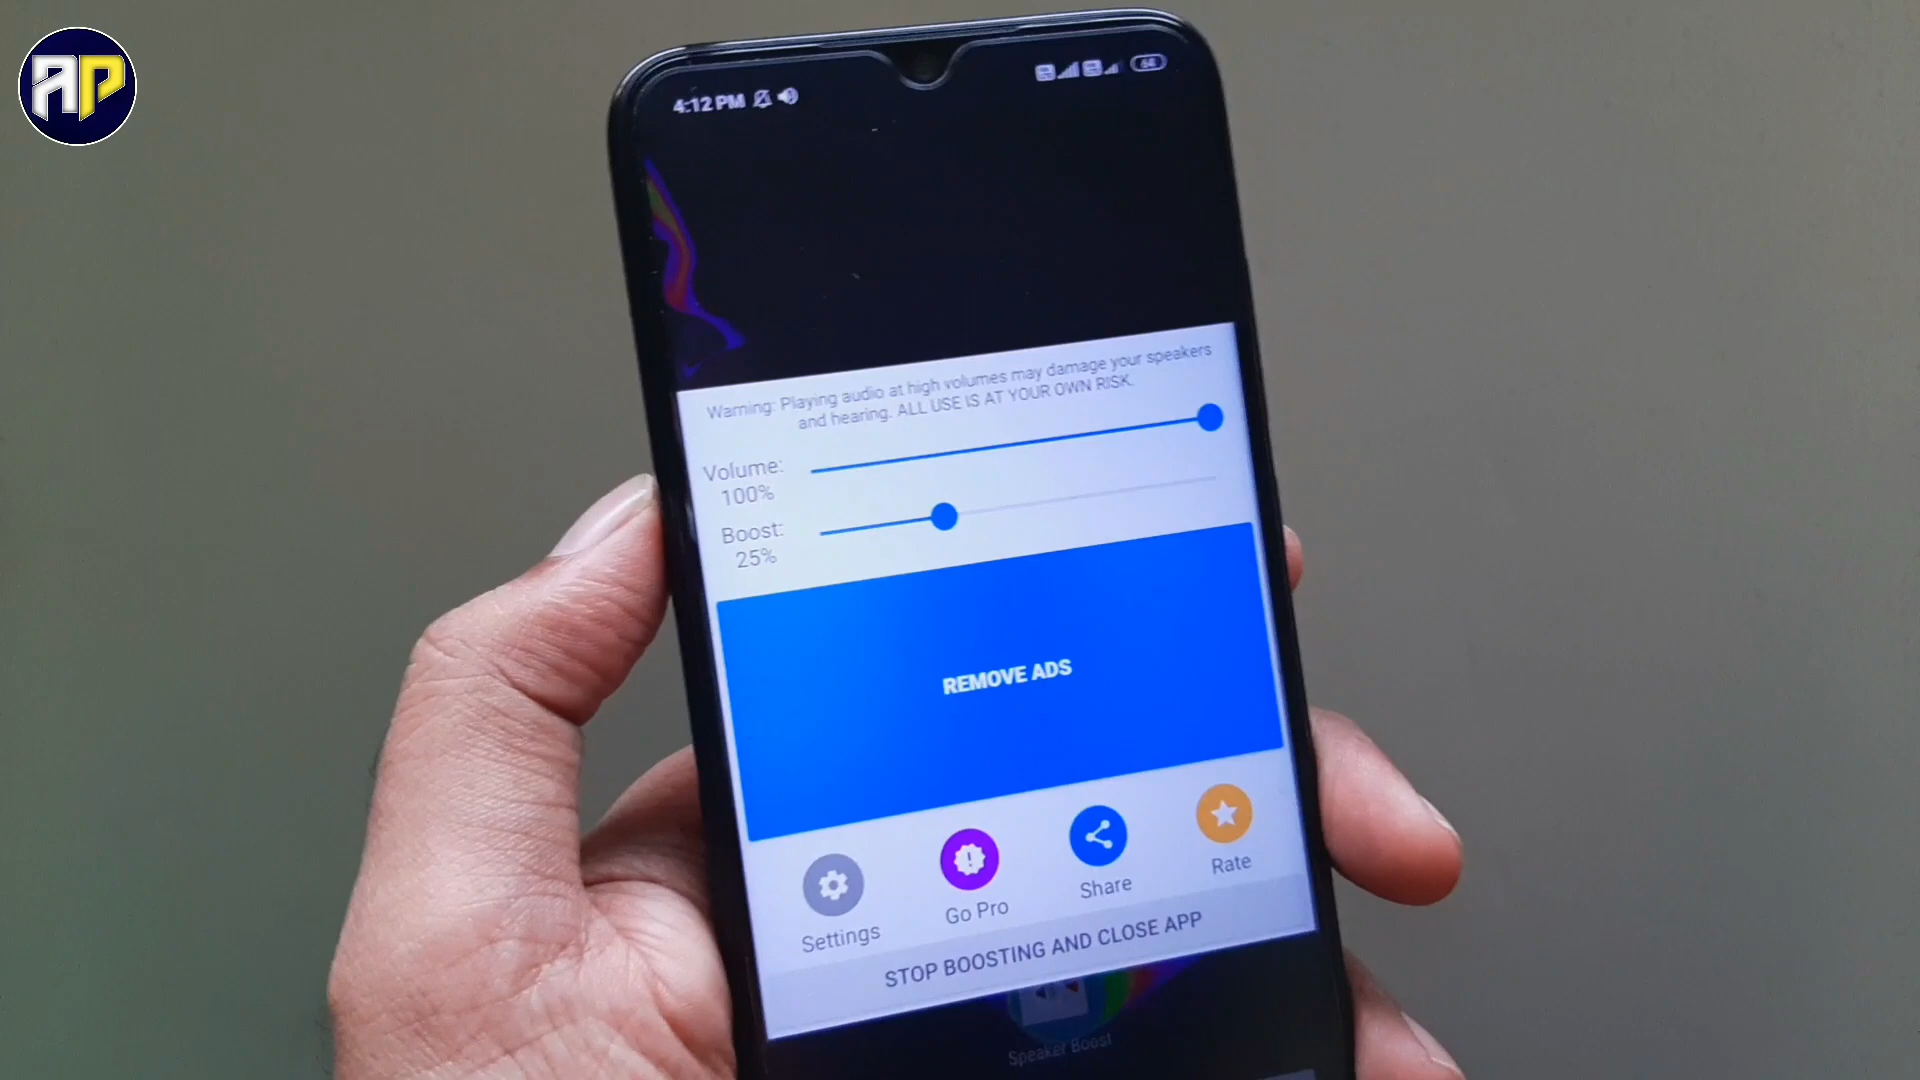 AP
4:12 PM
64
Warning: Playing audio at high volumes may damage your speakers
and hearing. ALL USE IS AT YOUR OWN RISK.
Volume:
100%
Boost:
25%
REMOVE ADS
Settings
Go Pro
Share
Rate
STOP BOOSTING AND CLOSE APP
Speaker Boost